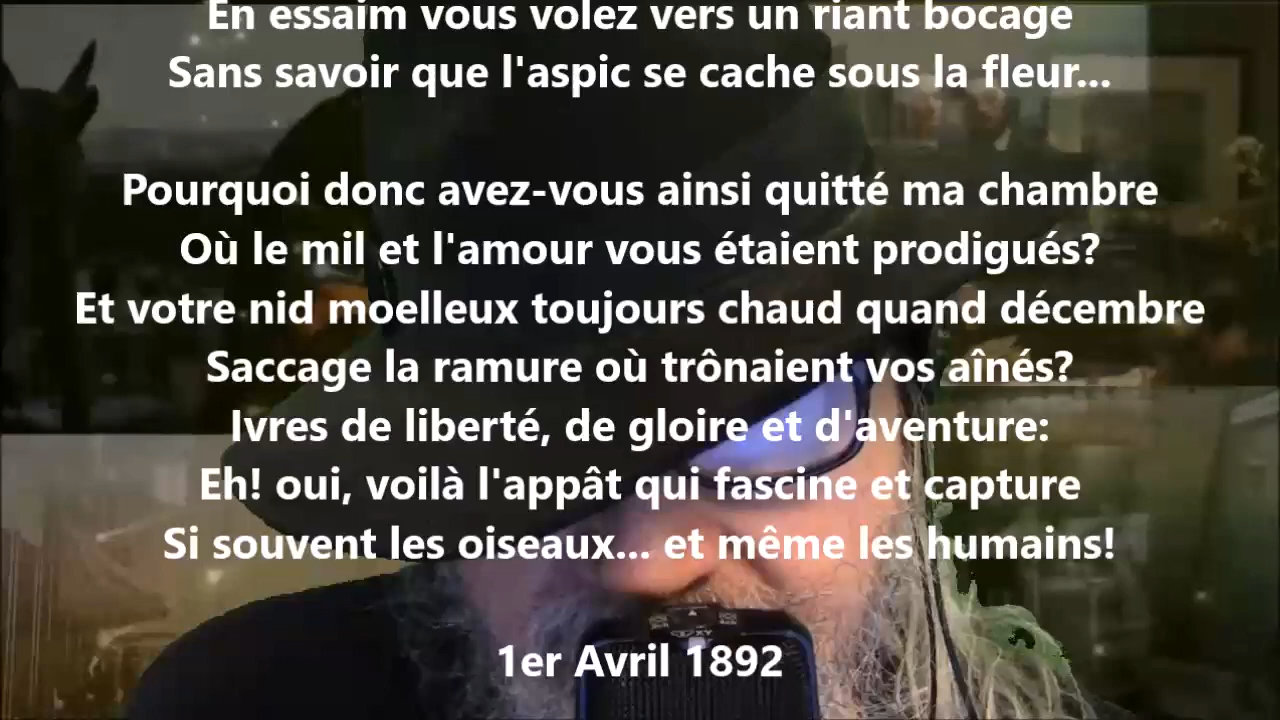 En essaim vous volez vers un riant bocage
Sans savoir que l'aspic se cache sous la fleur...
Pourquoi donc avez-vous ainsi quitté ma chambre
Où le mil et l'amour vous étaient prodigués?
Et votre nid moelleux toujours chaud quand décembre
Saccage la ramure où trônaient vos aînés?
Ivres de liberté, de gloire et d'aventure:
Eh! oui, voilà l'appât qui fascine et capture
Si souvent les oiseaux... et même les humains!
1er Avril 1892
XY